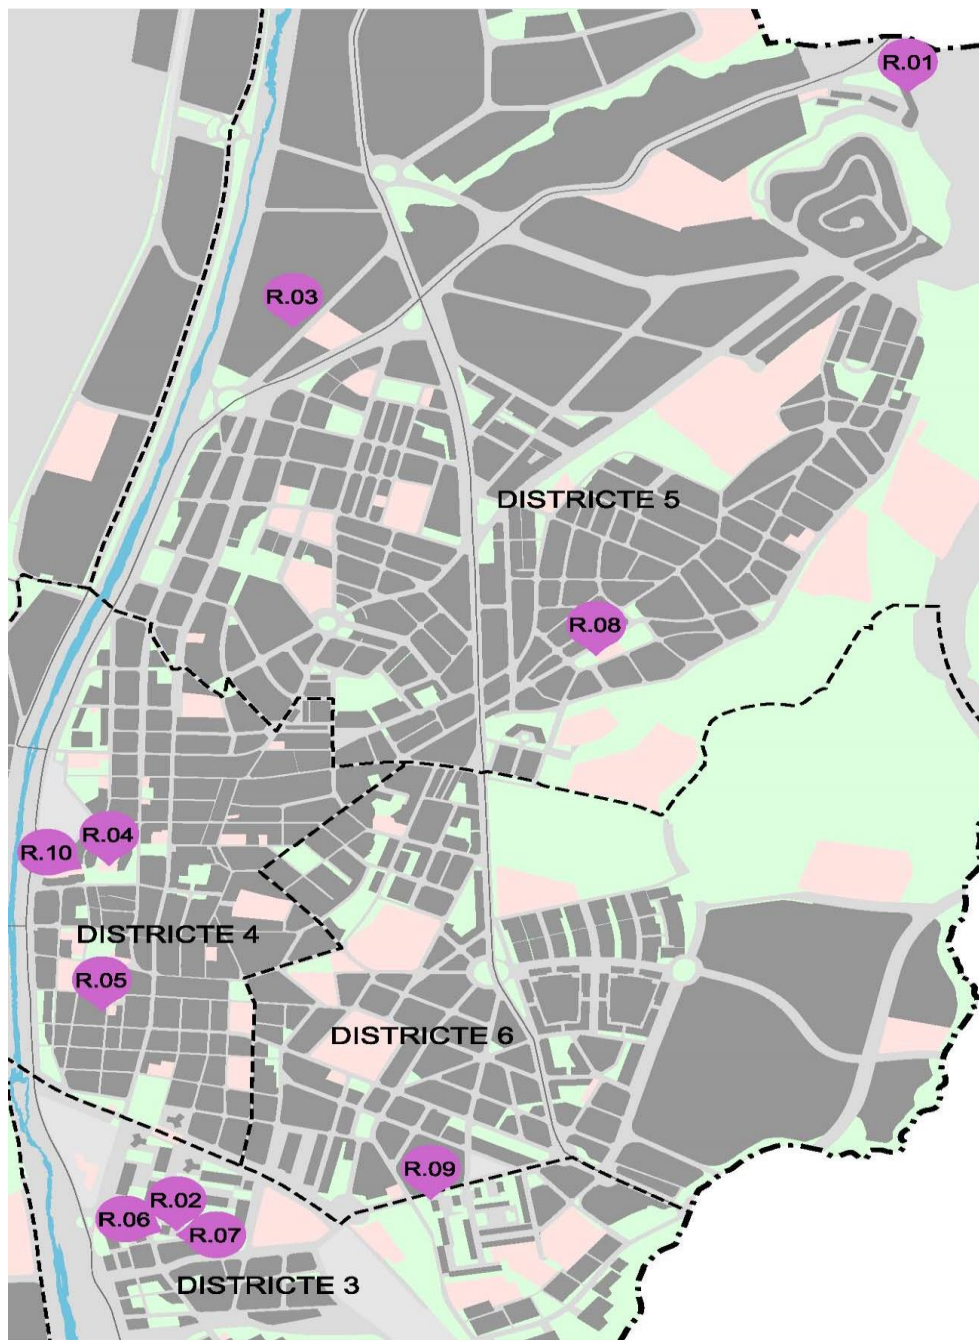 R.01
R.03
DISTRICTE 5
R.08
R.04
R.10
DISTRICTE 4
R.05
DISTRICTE 6
R.09
R.02
R.06
R.07
DISTRICTE 3